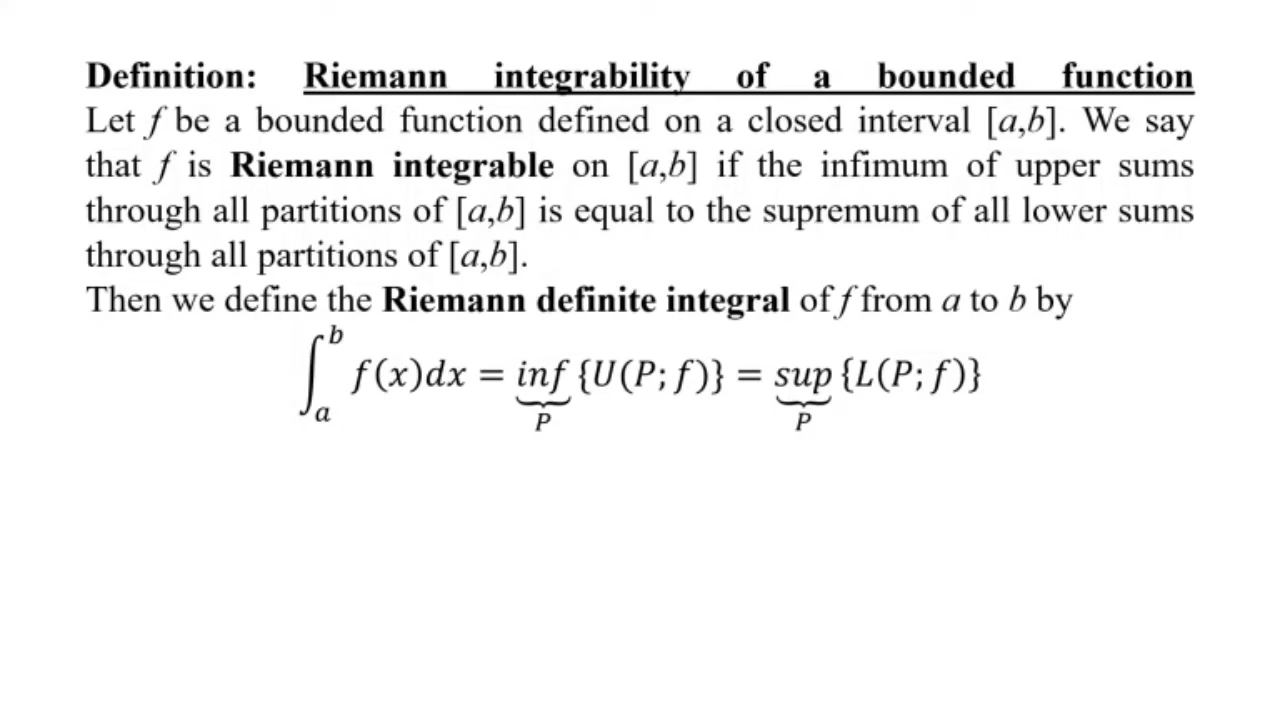 Definition: Riemann integrability of a bounded function
Let f be a bounded function defined on a closed interval [a,b]. We say
that f is Riemann integrable on [a,b] if the infimum of upper sums
through all partitions of [a,b] is equal to the supremum of all lower sums
through all partitions of [a,b].
Then we define the Riemann definite integral of f from a to b by
∫_a^b f(x)dx = inf_P {U(P; f)} = sup_P {L(P; f)}